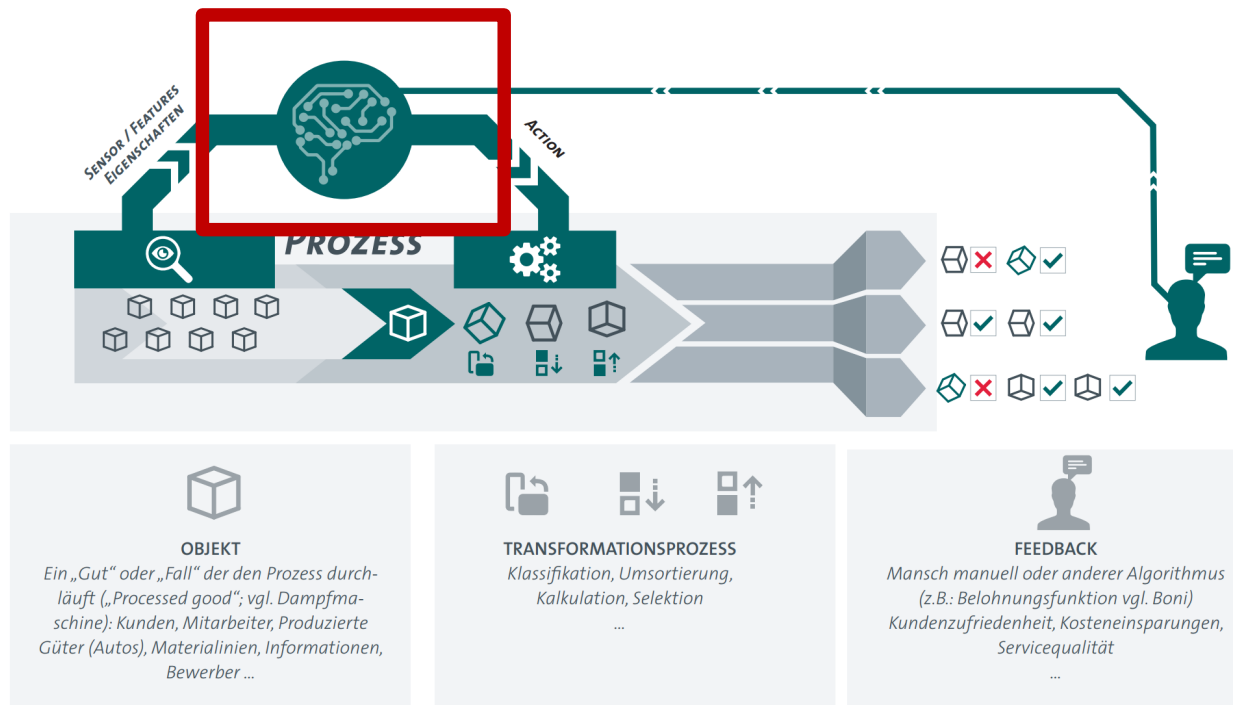 SENSOR / FEATURES
EIGENSCHAFTEN
ACTION
PROZESS
OBJEKT
Ein „Gut“ oder „Fall“ der den Prozess durch-
läuft („Processed good“; vgl. Dampfma-
schine): Kunden, Mitarbeiter, Produzierte
Güter (Autos), Materialinien, Informationen,
Bewerber ...
TRANSFORMATIONSPROZESS
Klassifikation, Umsortierung,
Kalkulation, Selektion
...
FEEDBACK
Mansch manuell oder anderer Algorithmus
(z.B.: Belohnungsfunktion vgl. Boni)
Kundenzufriedenheit, Kosteneinsparungen,
Servicequalität
...